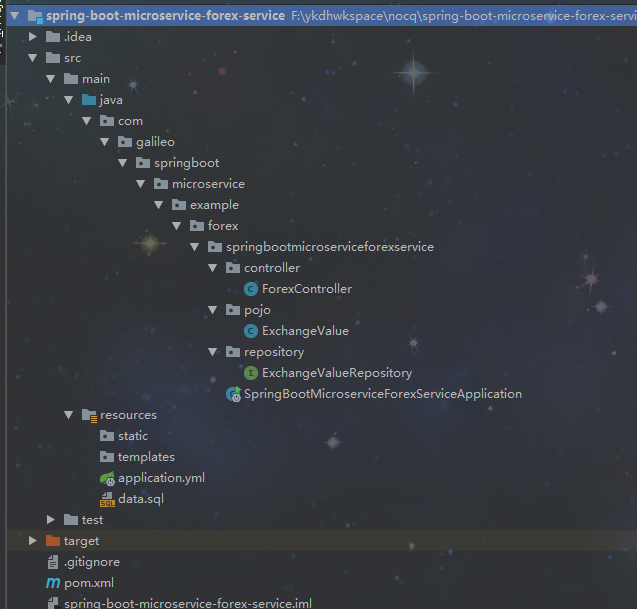 spring-boot-microservice-forex-service F:\ykdhwkspace\nocq\spring-boot-microservice-forex-servi
.idea
src
main
java
com
galileo
springboot
microservice
example
forex
springbootmicroserviceforexservice
controller
C ForexController
pojo
C ExchangeValue
repository
I ExchangeValueRepository
SpringBootMicroserviceForexServiceApplication
resources
static
templates
application.yml
SQL data.sql
test
target
.gitignore
m pom.xml
spring-boot-microservice-forex-service.iml